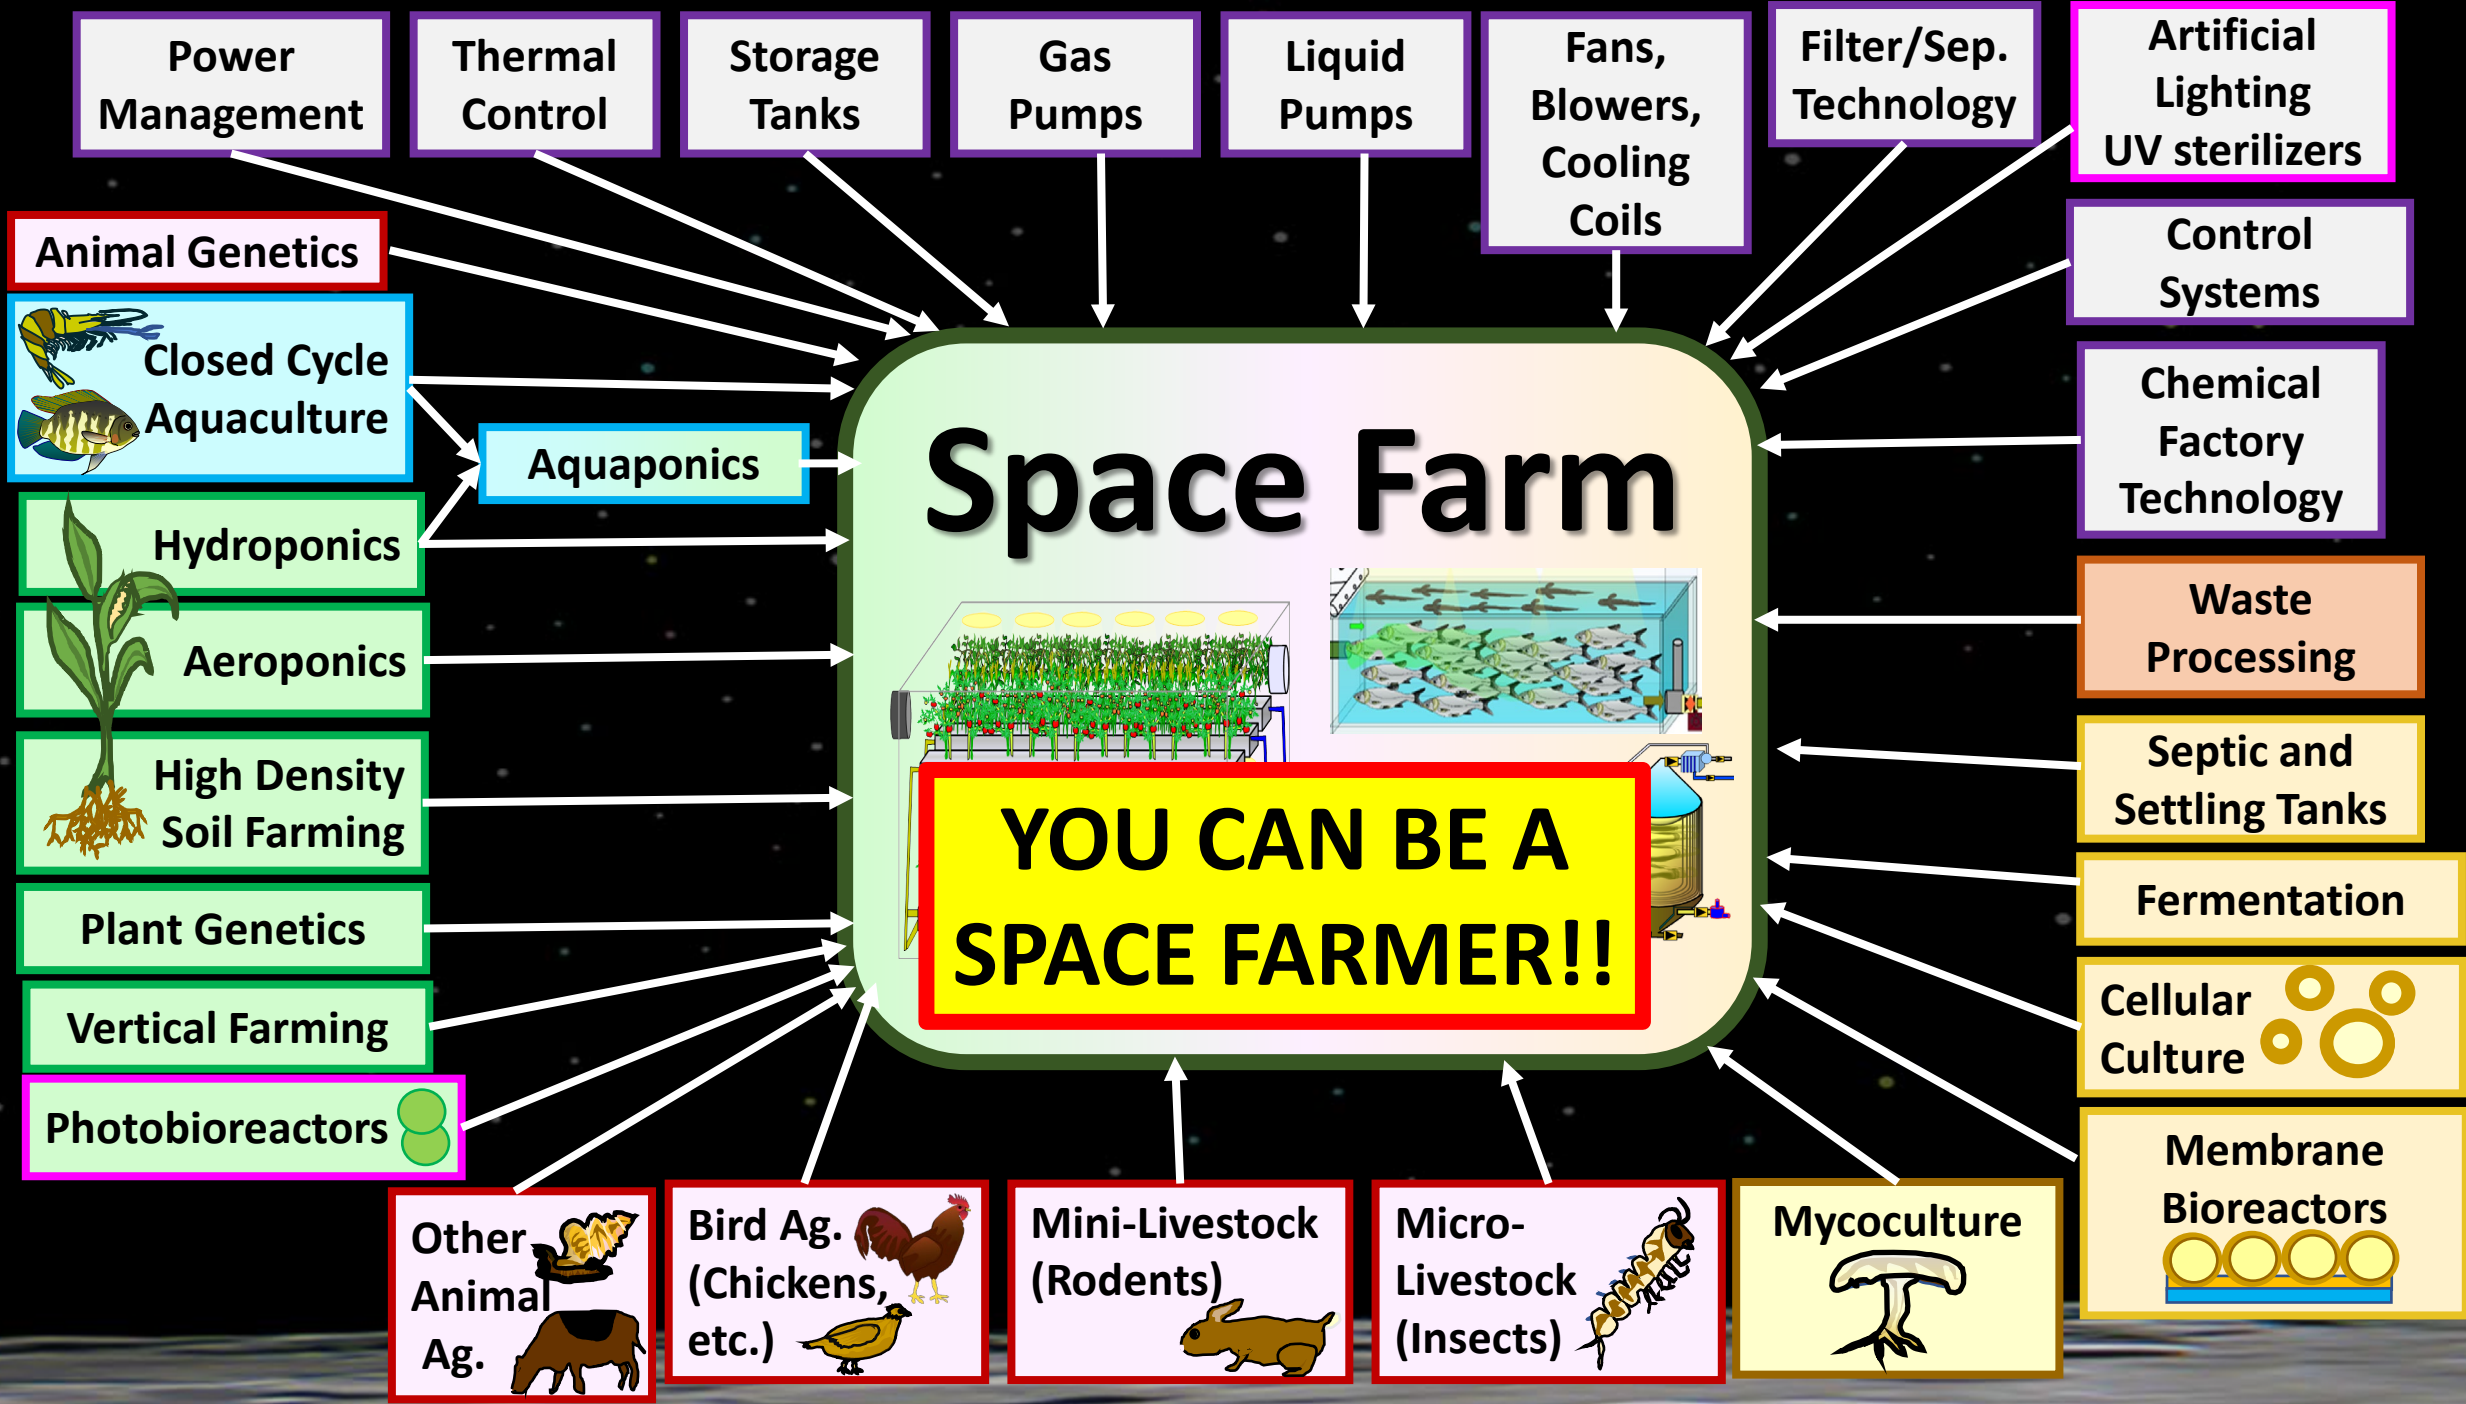 Power
Management
Thermal
Control
Storage
Tanks
Gas
Pumps
Liquid
Pumps
Fans,
Blowers,
Cooling
Coils
Filter/Sep.
Technology
Artificial
Lighting
UV sterilizers
Control
Systems
Chemical
Factory
Technology
Waste
Processing
Septic and
Settling Tanks
Fermentation
Cellular
Culture
Membrane
Bioreactors
Animal Genetics
Closed Cycle
Aquaculture
Aquaponics
Hydroponics
Aeroponics
High Density
Soil Farming
Plant Genetics
Vertical Farming
Photobioreactors
Space Farm
YOU CAN BE A
SPACE FARMER!!
Other
Animal
Ag.
Bird Ag.
(Chickens,
etc.)
Mini-Livestock
(Rodents)
Micro-
Livestock
(Insects)
Mycoculture